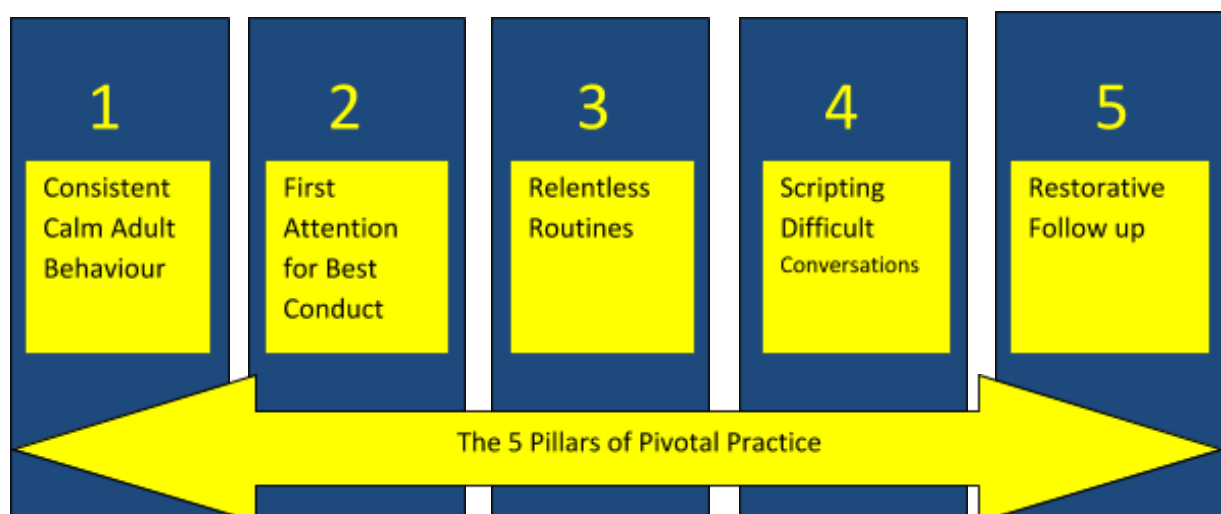 1
Consistent
Calm Adult
Behaviour
2
First
Attention
for Best
Conduct
3
Relentless
Routines
4
Scripting
Difficult
Conversations
5
Restorative
Follow up
The 5 Pillars of Pivotal Practice